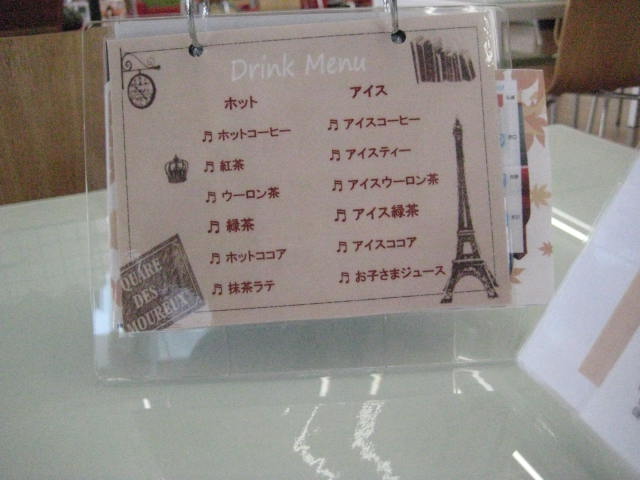 Drink Menu
ホット
♬ ホットコーヒー
♬ 紅茶
♬ ウーロン茶
♬ 緑茶
♬ ホットココア
♬ 抹茶ラテ
アイス
♬ アイスコーヒー
♬ アイスティー
♬ アイスウーロン茶
♬ アイス緑茶
♬ アイスココア
♬ お子さまジュース
QUARE
DES
MOUREUX